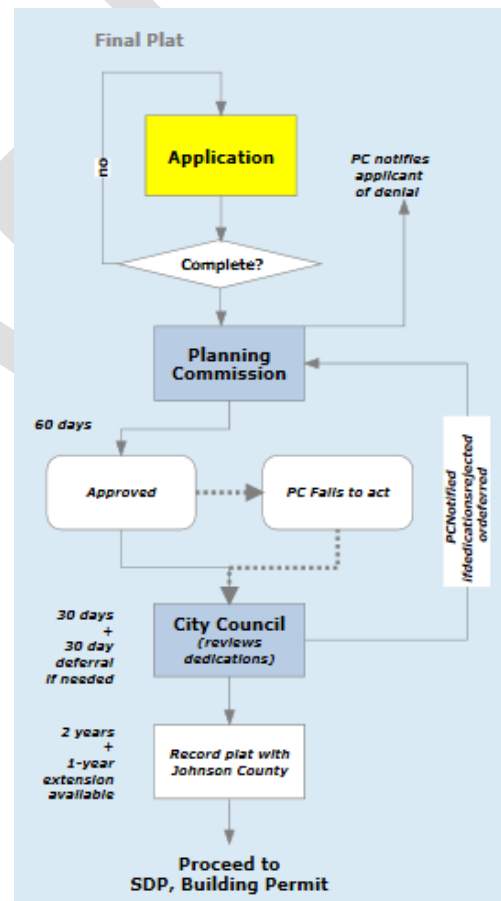 Final Plat
Application
no
PC notifies
applicant
of denial
Complete?
Planning
Commission
60 days
Approved
PC Fails to act
PCNotified
ifdedicationsrejected
ordeferred
30 days
+
30 day
deferral
if needed
City Council
(reviews
dedications)
2 years
+
1-year
extension
available
Record plat with
Johnson County
Proceed to
SDP, Building Permit